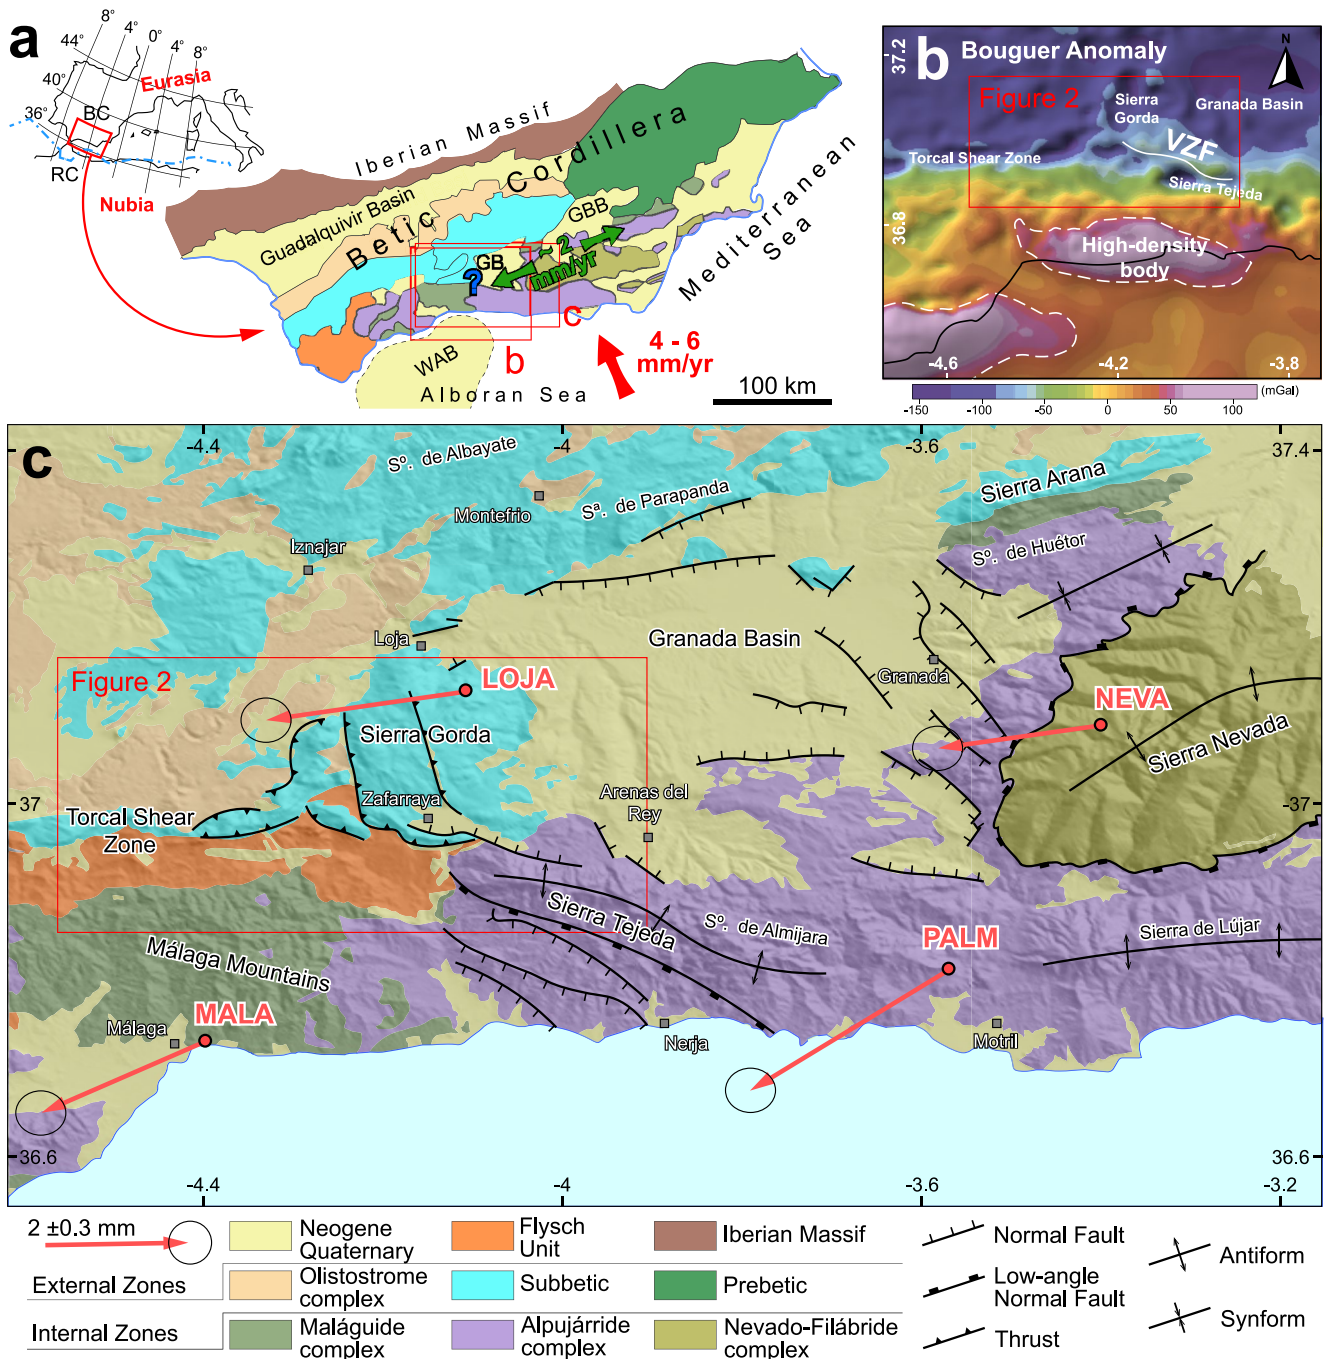 a
8°
4°
0°
4°
8°
44°
40°
36°
Eurasia
BC
RC
Nubia
Iberian Massif
Betic Cordillera
Guadalquivir Basin
GBB
GB
?
~ 2
mm/yr
Mediterranean
Sea
c
b
WAB
Alboran Sea
4 - 6
mm/yr
100 km
b
Bouguer Anomaly
N
37.2
36.8
Figure 2
Sierra
Gorda
Granada Basin
VZF
Torcal Shear Zone
Sierra Tejeda
High-density
body
-4.6
-4.2
-3.8
(mGal)
-150
-100
-50
0
50
100
c
-4.4
-4
-3.6
37.4
Sº. de Albayate
Montefrio
Sª. de Parapanda
Sierra Arana
Sº. de Huétor
Iznajar
Loja
Granada Basin
Granada
Figure 2
LOJA
NEVA
Sierra Gorda
Sierra Nevada
37
-37
Zafarraya
Arenas del
Rey
Torcal Shear
Zone
Sierra Tejeda
Sº. de Almijara
PALM
Sierra de Lújar
Málaga Mountains
MALA
Málaga
Nerja
Motril
36.6
36.6
-4.4
-4
-3.6
-3.2
2 ±0.3 mm
Neogene
Quaternary
Flysch
Unit
Iberian Massif
External Zones
Olistostrome
complex
Subbetic
Prebetic
Internal Zones
Maláguide
complex
Alpujárride
complex
Nevado-Filábride
complex
Normal Fault
Low-angle
Normal Fault
Thrust
Antiform
Synform